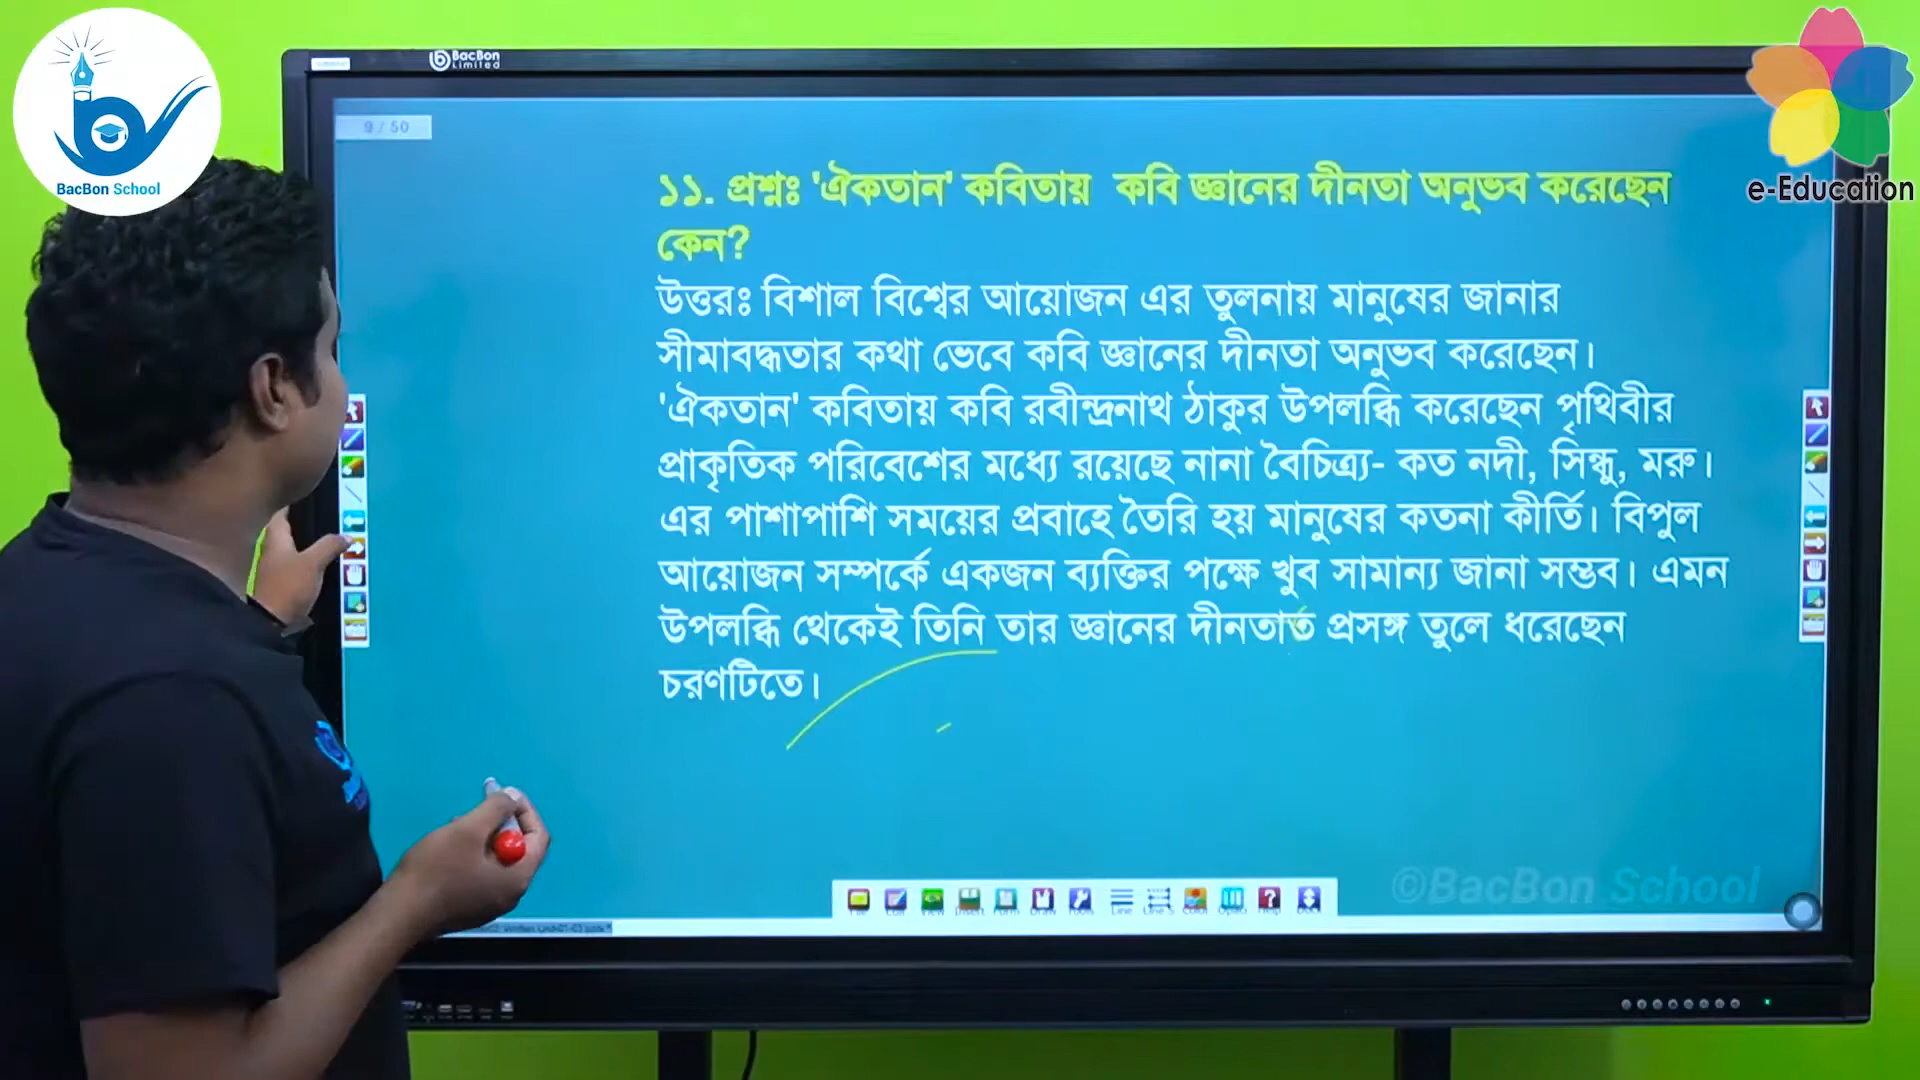 BacBon School
BacBon
Limited
e-Education
9 / 50
১১. প্রশ্নঃ 'ঐকতান' কবিতায় কবি জ্ঞানের দীনতা অনুভব করেছেন
কেন?
উত্তরঃ বিশাল বিশ্বের আয়োজন এর তুলনায় মানুষের জানার
সীমাবদ্ধতার কথা ভেবে কবি জ্ঞানের দীনতা অনুভব করেছেন।
'ঐকতান' কবিতায় কবি রবীন্দ্রনাথ ঠাকুর উপলব্ধি করেছেন পৃথিবীর
প্রাকৃতিক পরিবেশের মধ্যে রয়েছে নানা বৈচিত্র্য- কত নদী, সিন্ধু, মরু।
এর পাশাপাশি সময়ের প্রবাহে তৈরি হয় মানুষের কতনা কীর্তি। বিপুল
আয়োজন সম্পর্কে একজন ব্যক্তির পক্ষে খুব সামান্য জানা সম্ভব। এমন
উপলব্ধি থেকেই তিনি তার জ্ঞানের দীনতার্ত প্রসঙ্গ তুলে ধরেছেন
চরণটিতে।
©BacBon School